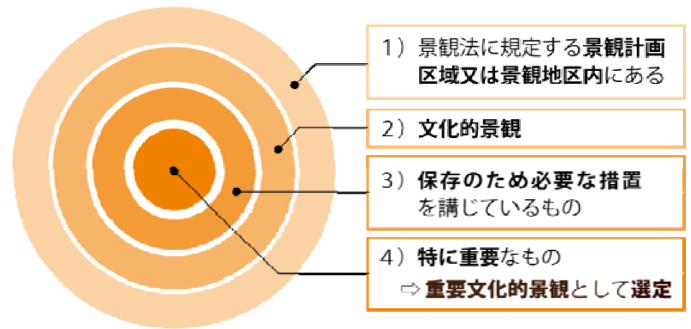 1）景観法に規定する景観計画
区域又は景観地区内にある
2）文化的景観
3）保存のため必要な措置
を講じているもの
4）特に重要なもの
⇨重要文化的景観として選定